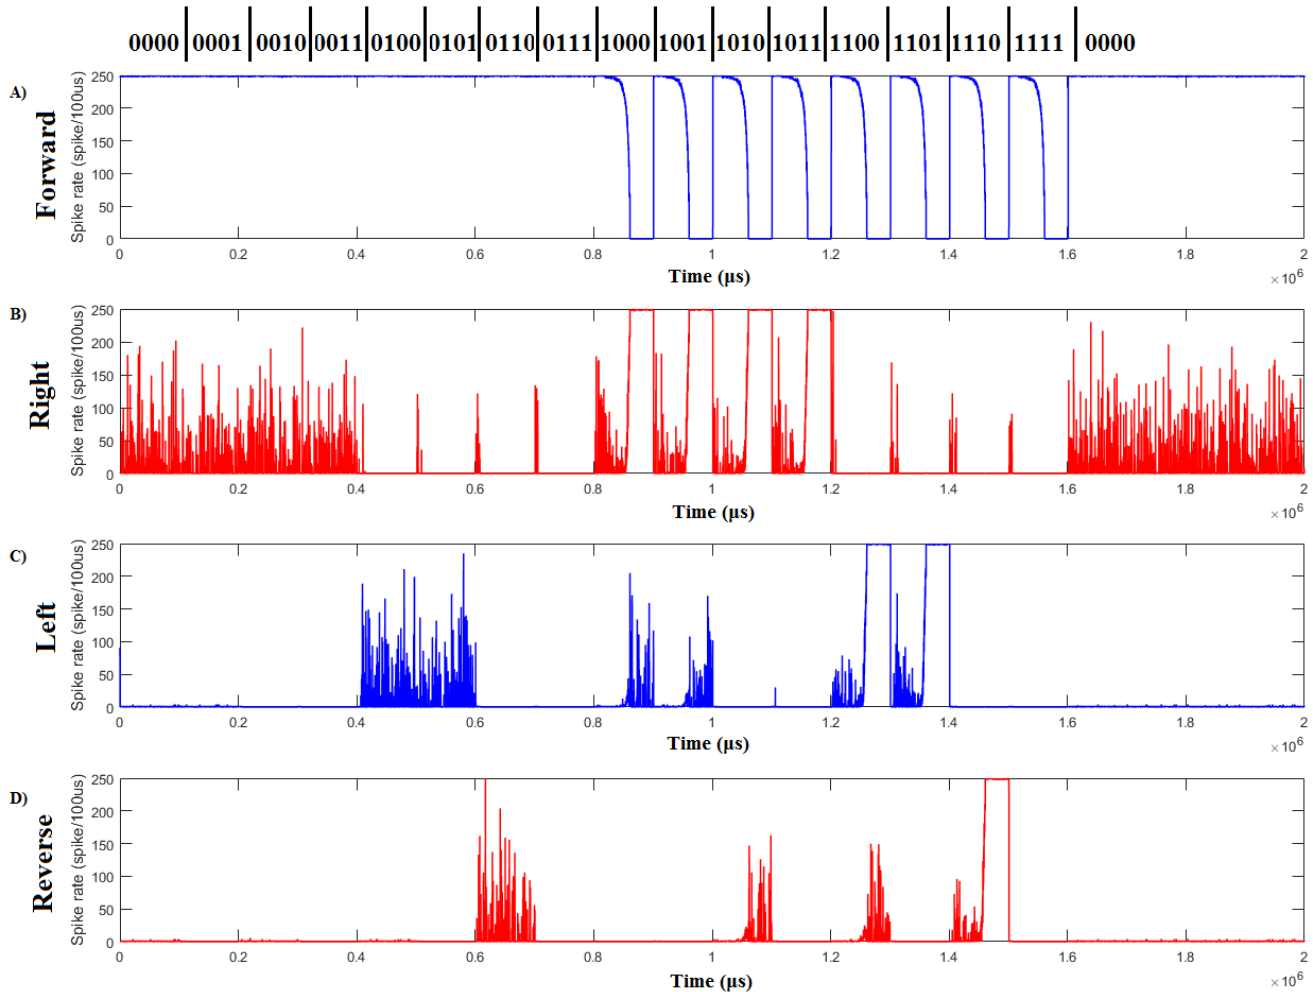 0000 0001 0010 0011 0100 0101 0110 0111 1000 1001 1010 1011 1100 1101 1110 1111 0000
A)
Forward
Spike rate (spike/100us)
250
200
150
100
50
0
0 0.2 0.4 0.6 0.8 1 1.2 1.4 1.6 1.8 2
Time (µs)
×10⁶
B)
Right
Spike rate (spike/100us)
250
200
150
100
50
0
0 0.2 0.4 0.6 0.8 1 1.2 1.4 1.6 1.8 2
Time (µs)
×10⁶
C)
Left
Spike rate (spike/100us)
250
200
150
100
50
0
0 0.2 0.4 0.6 0.8 1 1.2 1.4 1.6 1.8 2
Time (µs)
×10⁶
D)
Reverse
Spike rate (spike/100us)
250
200
150
100
50
0
0 0.2 0.4 0.6 0.8 1 1.2 1.4 1.6 1.8 2
Time (µs)
×10⁶